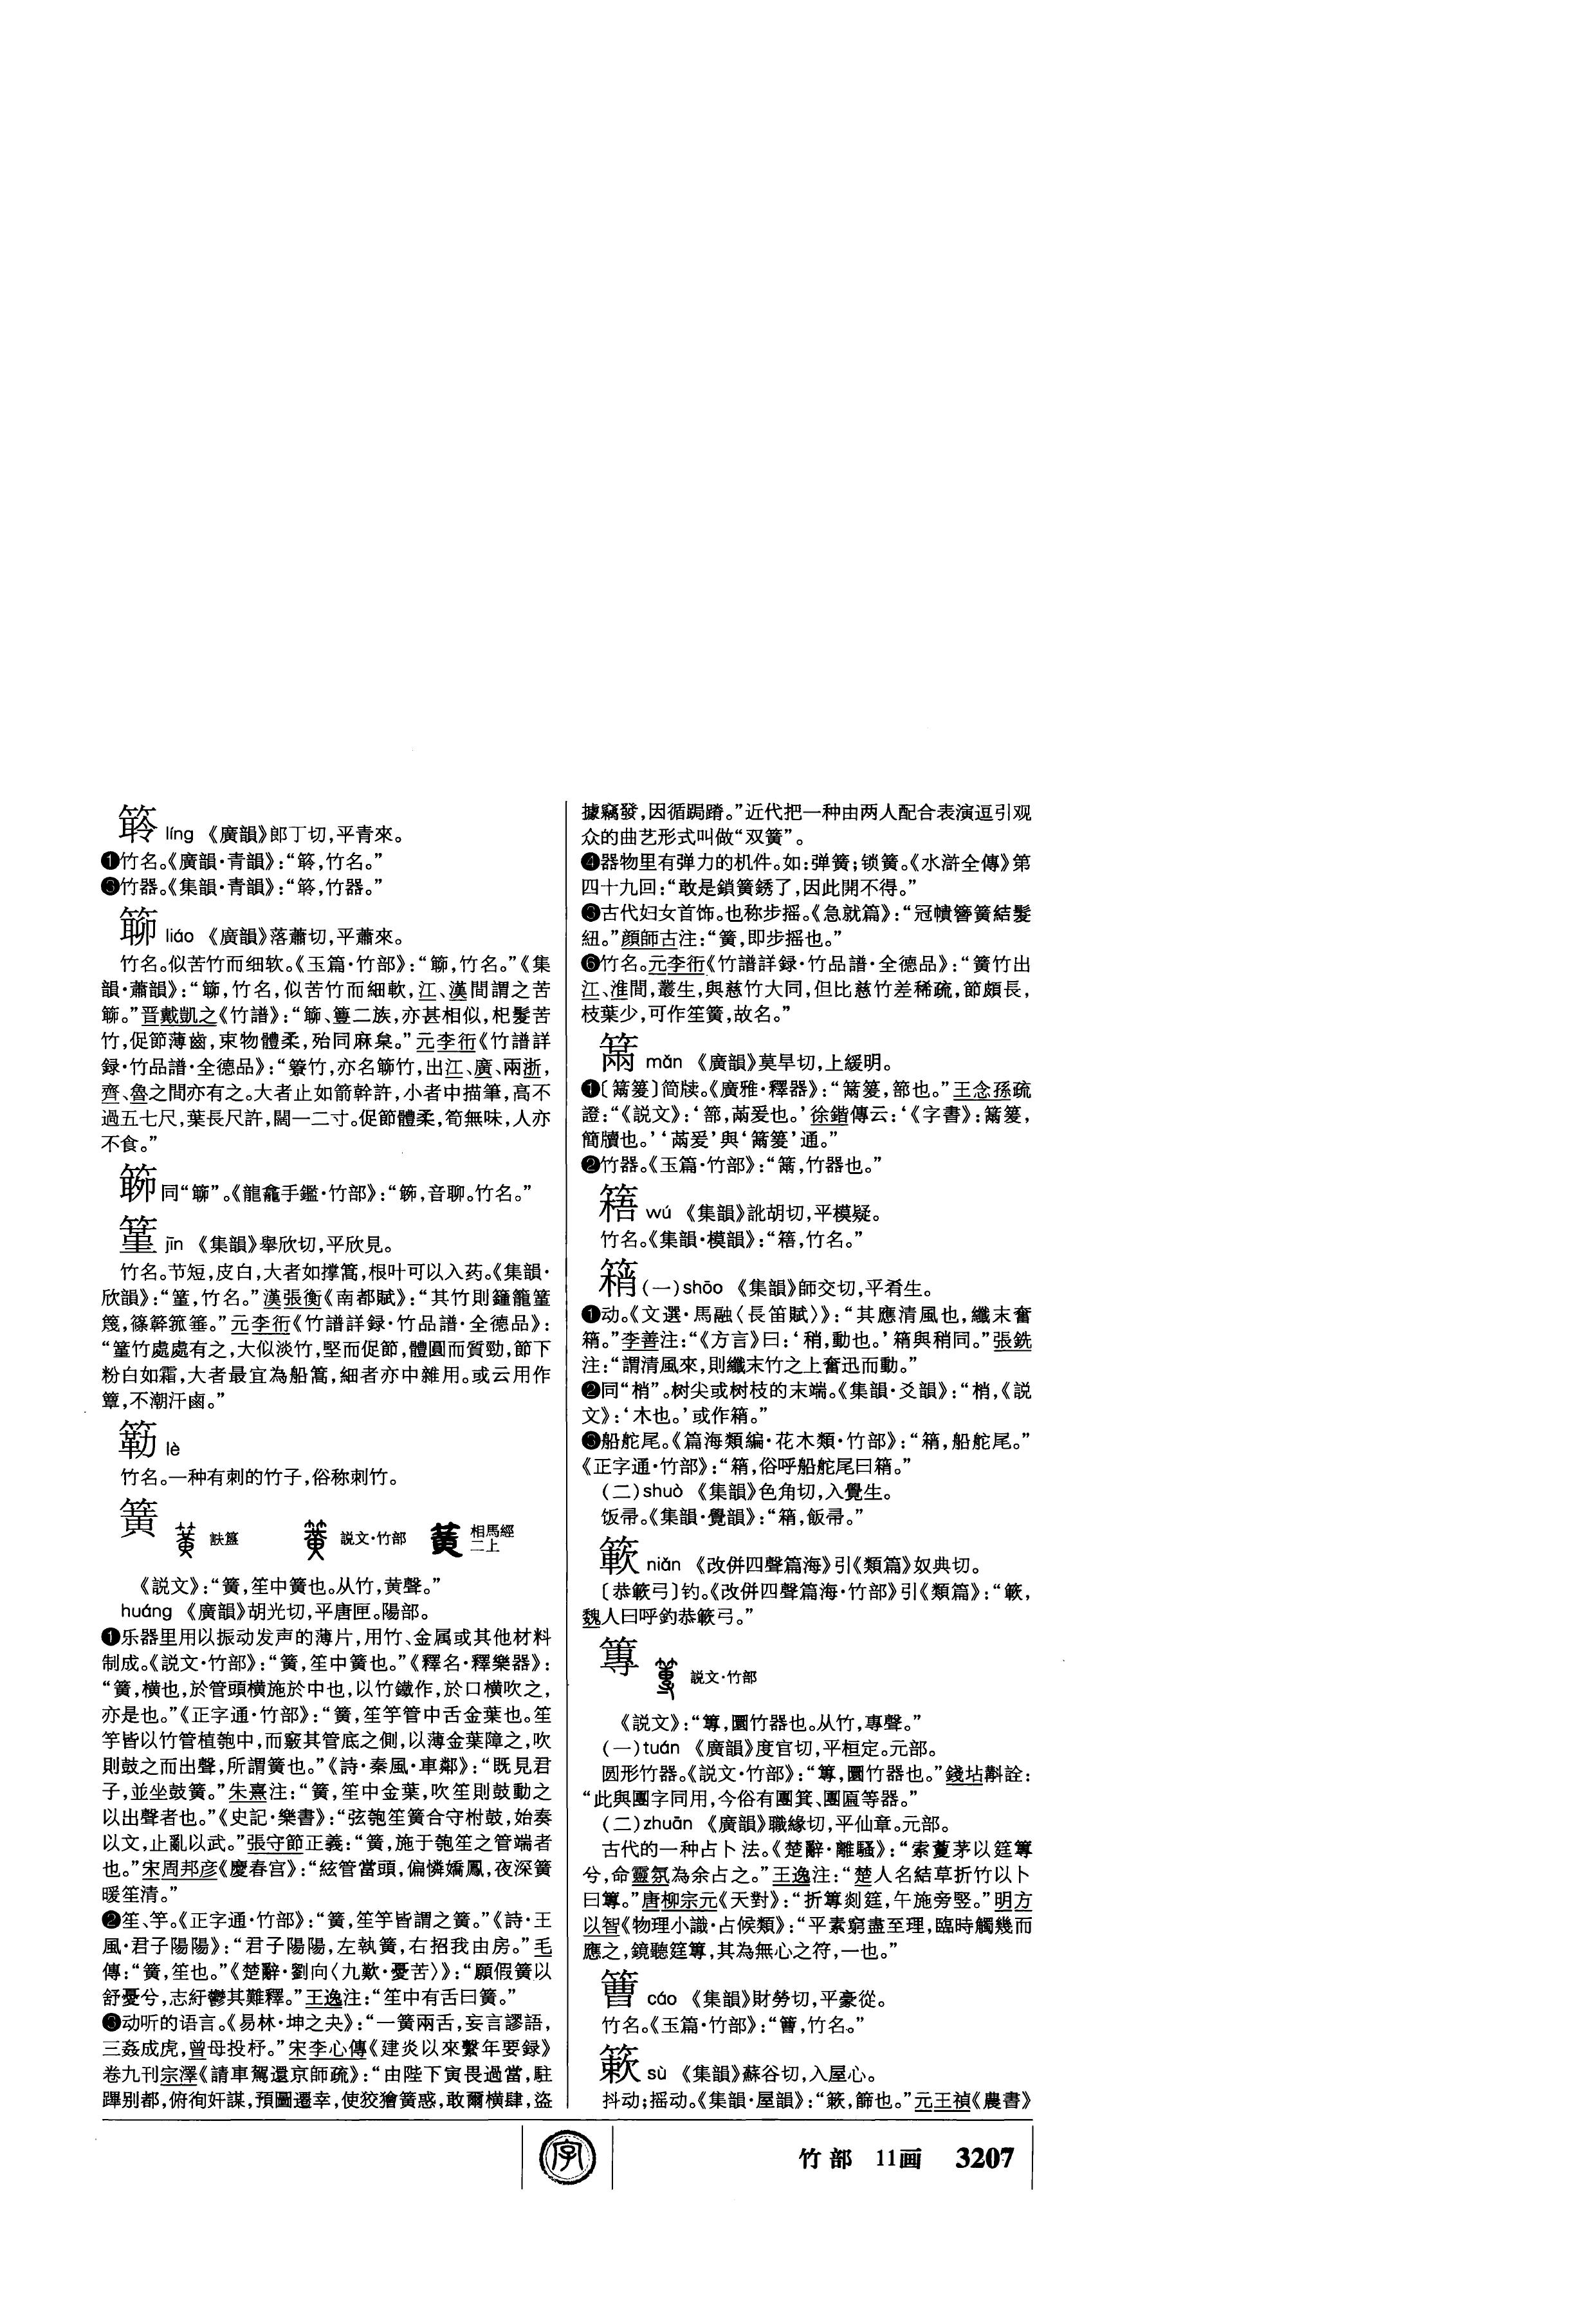 líng 《廣韻》郎丁切,平青來。
❶竹名。《廣韻·青韻》:“笭,竹名。”
❸竹器。《集韻·青韻》:“,竹器。”
liáo 《廣韻》落蕭切,平蕭來。
竹名。似苦竹而细软。《玉篇·竹部》:“䉼,竹名。”《集
韻·蕭韻》:“䉼,竹名,似苦竹而細軟,江、漢間謂之苦
䉼。”晋戴凱之《竹譜》:“䉼、簩二族,亦甚相似,杞髮苦
竹,促節薄齒,束物體柔,殆同麻枲。”元李衎《竹譜詳
録·竹品譜·全德品》:“竹,亦名䉼竹,出江、廣、兩浙,
齊、魯之間亦有之。大者止如箭幹許,小者中描筆,高不
過五七尺,葉長尺許,闊一二寸。促節體柔,筍無味,人亦
不食。”
同“䉼”。《龍龕手鑑·竹部》:“,音聊。竹名。”
䈽 jīn 《集韻》舉欣切,平欣見。
竹名。节短,皮白,大者如撑篙,根叶可以入药。《集韻·
欣韻》:“,竹名。”漢張衡《南都賦》:“其竹則籦籠
篾,篠簳箛箠。”元李衎《竹譜詳録·竹品譜·全德品》:
“竹處處有之,大似淡竹,堅而促節,體圓而質勁,節下
粉白如霜,大者最宜為船篙,細者亦中雜用。或云用作
簟,不潮汗鹵。”
簕 lè
竹名。一种有刺的竹子,俗称刺竹。
簧 㝬簋 説文·竹部 相馬經二上
《説文》:“簧,笙中簧也。从竹,黄聲。”
huáng 《廣韻》胡光切,平唐匣。陽部。
❶乐器里用以振动发声的薄片,用竹、金属或其他材料
制成。《説文·竹部》:“簧,笙中簧也。”《釋名·釋樂器》:
“簧,横也,於管頭横施於中也,以竹鐵作,於口横吹之,
亦是也。”《正字通·竹部》:“簧,笙竽管中舌金葉也。笙
竽皆以竹管植匏中,而竅其管底之側,以薄金葉障之,吹
則鼓之而出聲,所謂簧也。”《詩·秦風·車鄰》:“既見君
子,並坐鼓簧。”朱熹注:“簧,笙中金葉,吹笙則鼓動之
以出聲者也。”《史記·樂書》:“弦匏笙簧合守柎鼓,始奏
以文,止亂以武。”張守節正義:“簧,施于匏笙之管端者
也。”宋周邦彦《慶春宫》:“絃管當頭,偏憐嬌鳳,夜深簧
暖笙清。”
❷笙、竽。《正字通·竹部》:“簧,笙竽皆謂之簧。”《詩·王
風·君子陽陽》:“君子陽陽,左執簧,右招我由房。”毛
傳:“簧,笙也。”《楚辭·劉向〈九歎·憂苦〉》:“願假簧以
舒憂兮,志紆鬱其難釋。”王逸注:“笙中有舌曰簧。”
❸动听的语言。《易林·坤之夬》:“一簧兩舌,妄言謬語,
三姦成虎,曾母投杼。”宋李心傳《建炎以來繫年要録》
卷九刊宗澤《請車駕還京師疏》:“由陛下寅畏過當,駐
蹕别都,俯徇奸謀,預圖遷幸,使狡獪簧惑,敢爾横肆,盗
據竊發,因循跼蹐。”近代把一种由两人配合表演逗引观
众的曲艺形式叫做“双簧”。
❹器物里有弹力的机件。如:弹簧;锁簧。《水滸全傳》第
四十九回:“敢是鎖簧銹了,因此開不得。”
❺古代妇女首饰。也称步摇。《急就篇》:“冠幘簪簧結髮
紐。”顔師古注:“簧,即步摇也。”
❻竹名。元李衎《竹譜詳録·竹品譜·全德品》:“簧竹出
江、淮間,叢生,與慈竹大同,但比慈竹差稀疏,節頗長,
枝葉少,可作笙簧,故名。”
mǎn 《廣韻》莫旱切,上緩明。
❶〔䉡〕简牍。《廣雅·釋器》:“,篰也。”王念孫疏
證:“《説文》:‘篰,㒼爰也。’徐鍇傳云:‘《字書》:,
簡牘也。’‘㒼爰’與‘’通。”
❷竹器。《玉篇·竹部》:“,竹器也。”
wú 《集韻》訛胡切,平模疑。
竹名。《集韻·模韻》:“,竹名。”
䈰 (一)shāo 《集韻》師交切,平肴生。
❶动。《文選·馬融〈長笛賦〉》:“其應清風也,纖末奮
䈰。”李善注:“《方言》曰:‘稍,動也。’䈰與稍同。”張銑
注:“謂清風來,則纖末竹之上奮迅而動。”
❷同“梢”。树尖或树枝的末端。《集韻·爻韻》:“梢,《説
文》:‘木也。’或作䈰。”
❸船舵尾。《篇海類編·花木類·竹部》:“䈰,船舵尾。”
《正字通·竹部》:“䈰,俗呼船舵尾曰䈰。”
(二)shuò 《集韻》色角切,入覺生。
饭帚。《集韻·覺韻》:“䈰,飯帚。”
niǎn 《改併四聲篇海》引《類篇》奴典切。
〔恭弓〕钓。《改併四聲篇海·竹部》引《類篇》:“,
魏人曰呼釣恭弓。”
篿 説文·竹部
《説文》:“篿,圜竹器也。从竹,專聲。”
(一)tuán 《廣韻》度官切,平桓定。元部。
圆形竹器。《説文·竹部》:“篿,圜竹器也。”錢坫斠詮:
“此與團字同用,今俗有團箕、團匾等器。”
(二)zhuān 《廣韻》職緣切,平仙章。元部。
古代的一种占卜法。《楚辭·離騷》:“索藑茅以筳篿
兮,命靈氛為余占之。”王逸注:“楚人名結草折竹以卜
曰篿。”唐柳宗元《天對》:“折篿剡筳,午施旁竪。”明方
以智《物理小識·占候類》:“平素窮盡至理,臨時觸幾而
應之,鏡聽筳篿,其為無心之符,一也。”
cáo 《集韻》財勞切,平豪從。
竹名。《玉篇·竹部》:“,竹名。”
簌 sù 《集韻》蘇谷切,入屋心。
抖动;摇动。《集韻·屋韻》:“簌,篩也。”元王禎《農書》
字 竹部 11画 3207